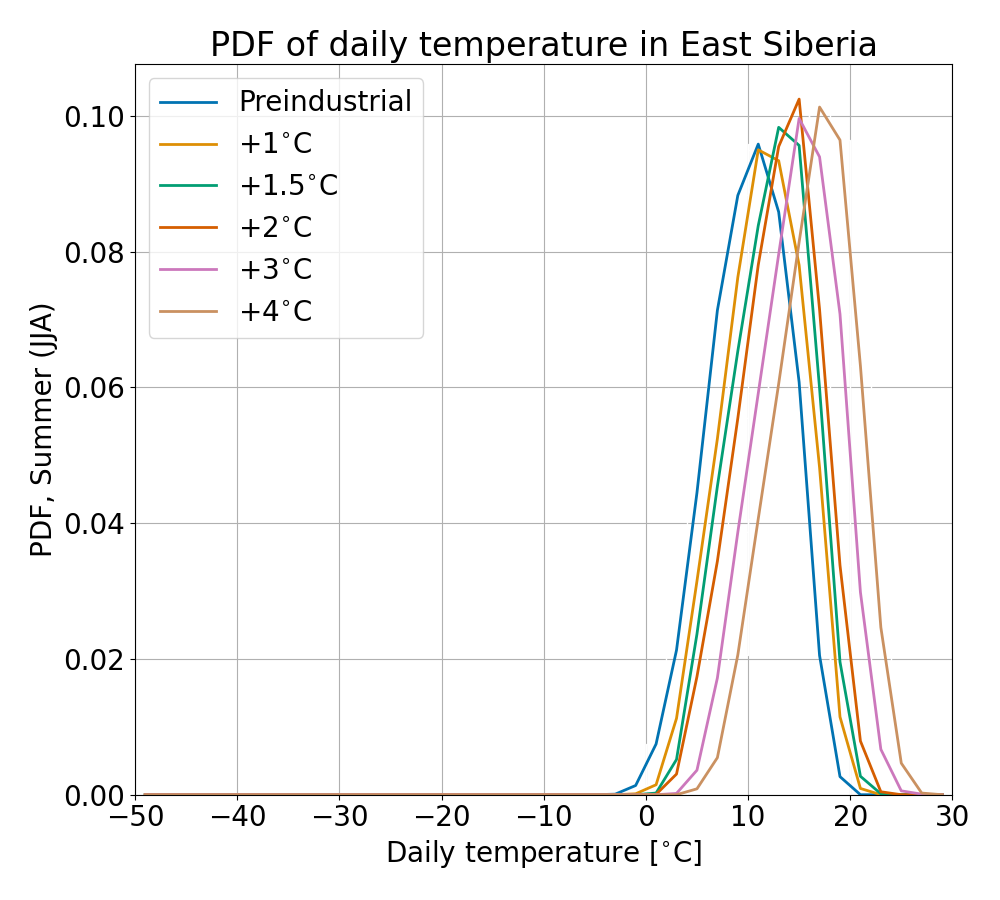 PDF of daily temperature in East Siberia
Preindustrial
+1°C
+1.5°C
+2°C
+3°C
+4°C
PDF, Summer (JJA)
0.10
0.08
0.06
0.04
0.02
0.00
−50 −40 −30 −20 −10 0 10 20 30
Daily temperature [°C]